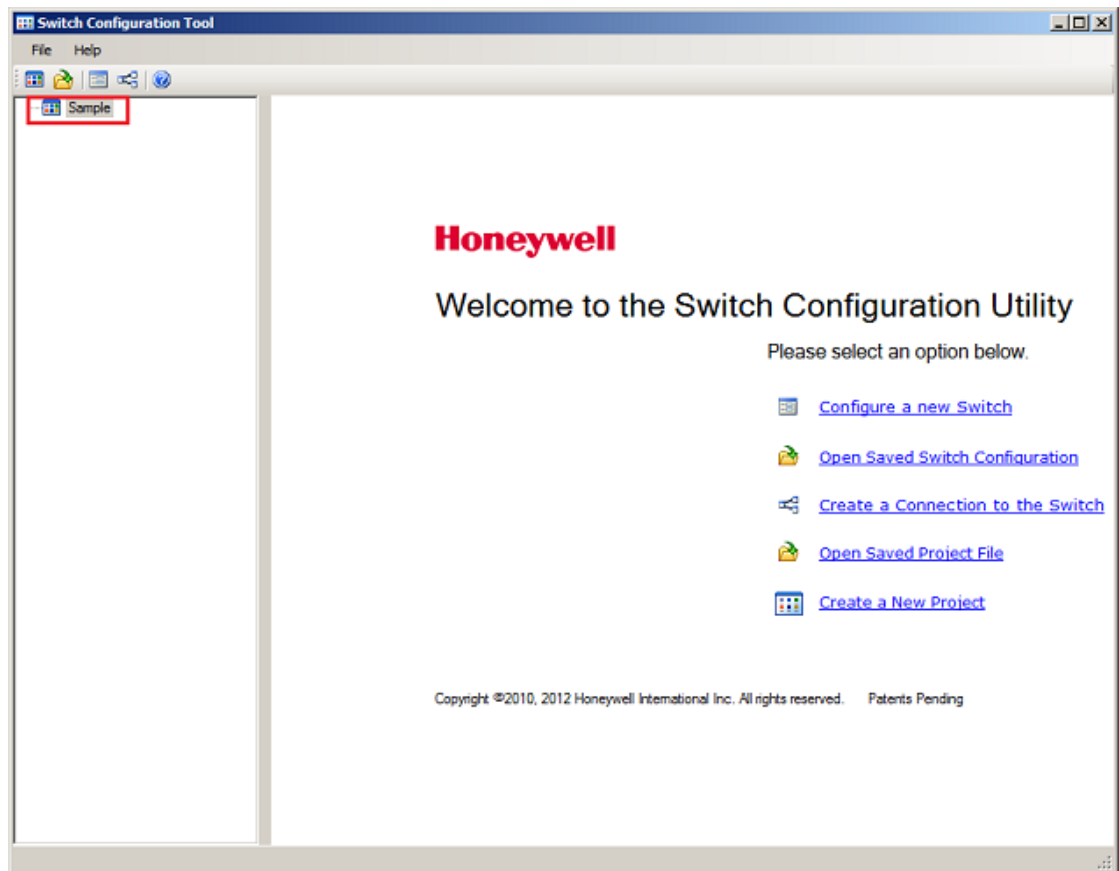 Switch Configuration Tool
File Help
Sample
Honeywell
Welcome to the Switch Configuration Utility
Please select an option below.
Configure a new Switch
Open Saved Switch Configuration
Create a Connection to the Switch
Open Saved Project File
Create a New Project
Copyright ©2010, 2012 Honeywell International Inc. All rights reserved. Patents Pending